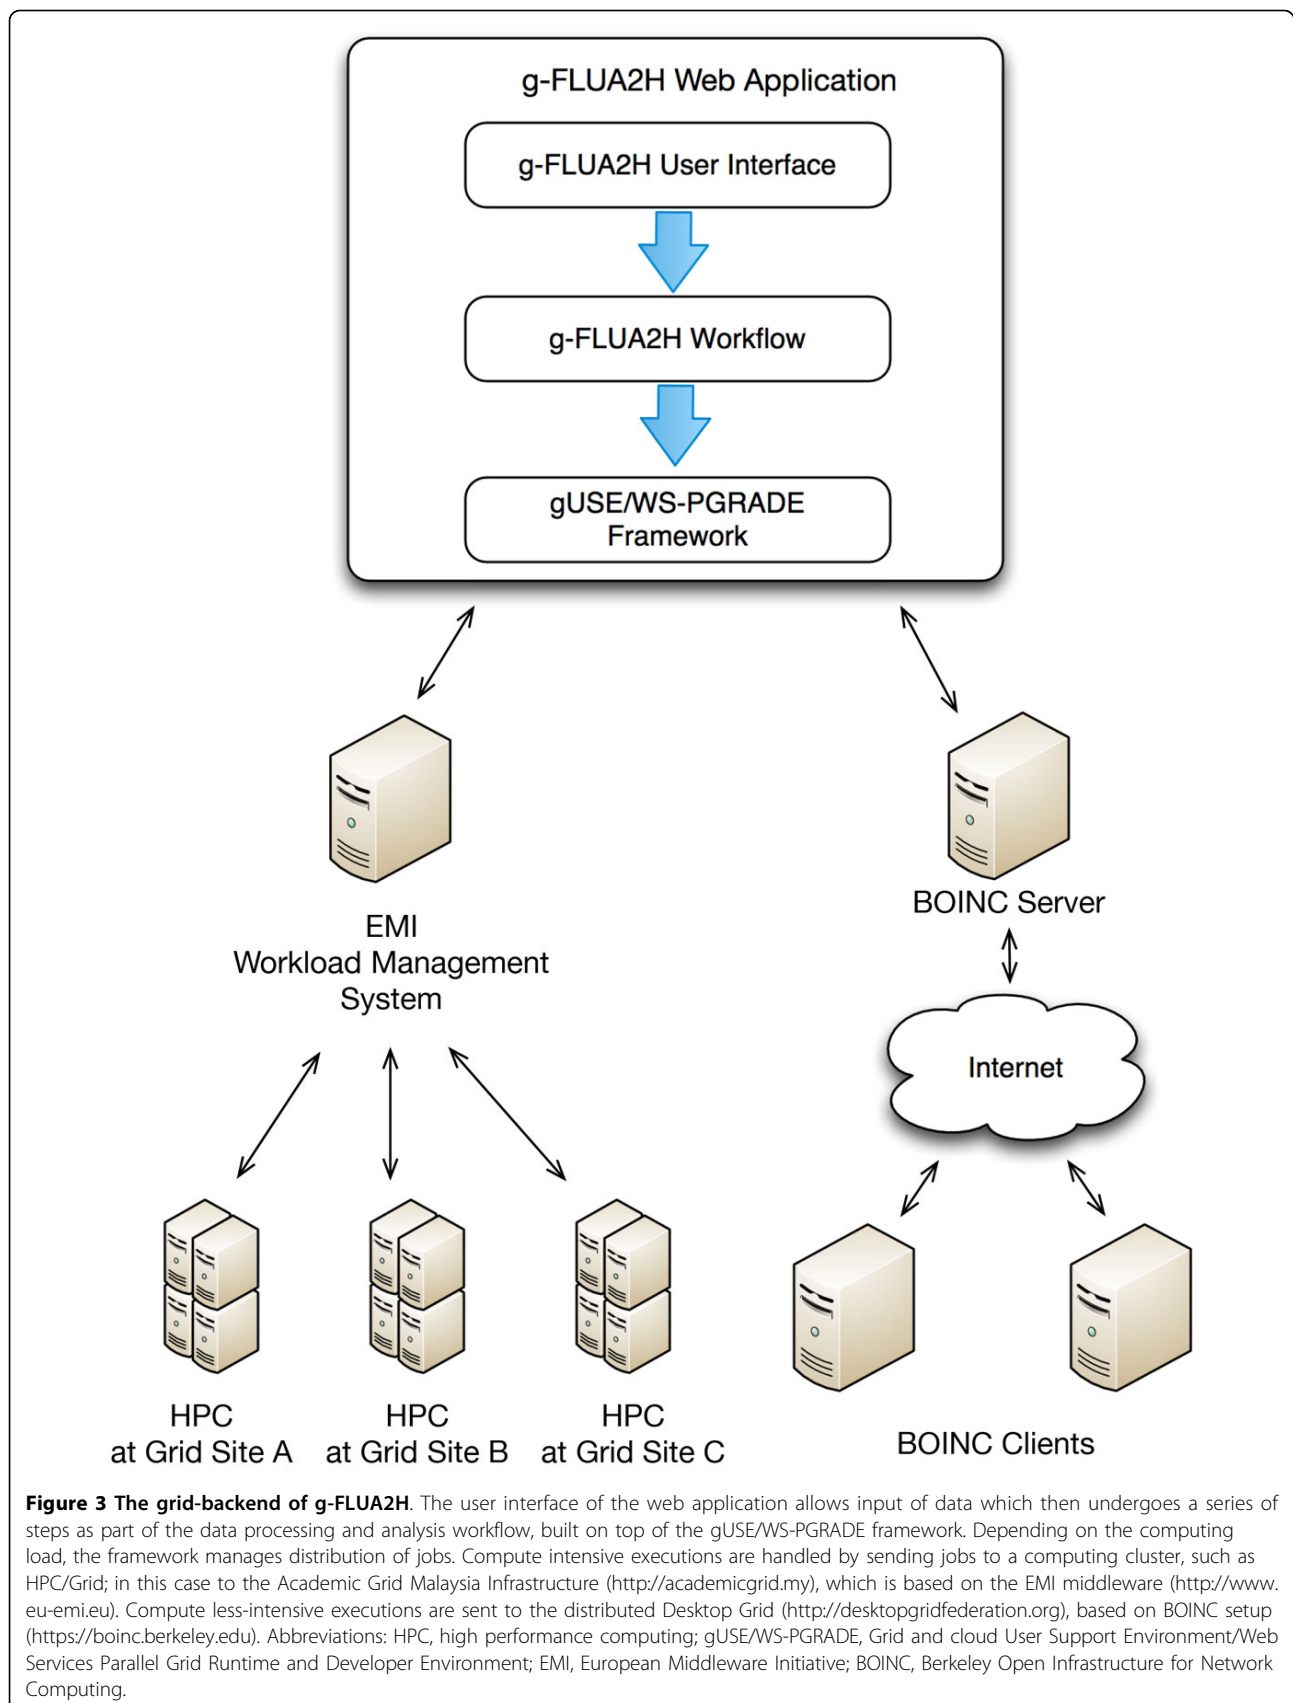 g-FLUA2H Web Application
g-FLUA2H User Interface
g-FLUA2H Workflow
gUSE/WS-PGRADE
Framework
EMI
Workload Management
System
BOINC Server
Internet
HPC
at Grid Site A
HPC
at Grid Site B
HPC
at Grid Site C
BOINC Clients
Figure 3 The grid-backend of g-FLUA2H. The user interface of the web application allows input of data which then undergoes a series of
steps as part of the data processing and analysis workflow, built on top of the gUSE/WS-PGRADE framework. Depending on the computing
load, the framework manages distribution of jobs. Compute intensive executions are handled by sending jobs to a computing cluster, such as
HPC/Grid; in this case to the Academic Grid Malaysia Infrastructure (http://academicgrid.my), which is based on the EMI middleware (http://www.
eu-emi.eu). Compute less-intensive executions are sent to the distributed Desktop Grid (http://desktopgridfederation.org), based on BOINC setup
(https://boinc.berkeley.edu). Abbreviations: HPC, high performance computing; gUSE/WS-PGRADE, Grid and cloud User Support Environment/Web
Services Parallel Grid Runtime and Developer Environment; EMI, European Middleware Initiative; BOINC, Berkeley Open Infrastructure for Network
Computing.